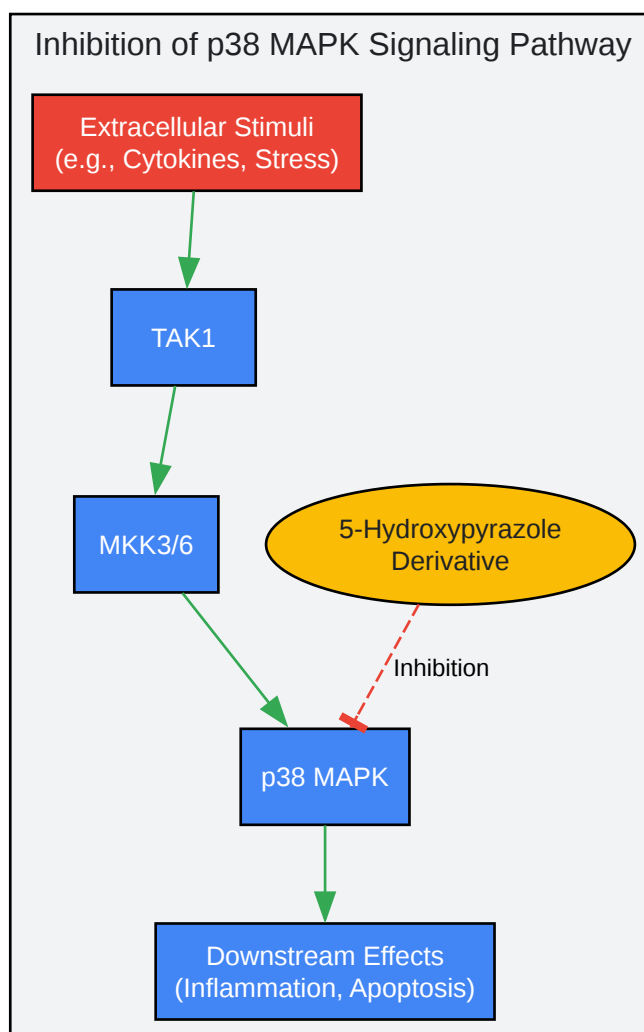 Inhibition of p38 MAPK Signaling Pathway
Extracellular Stimuli
(e.g., Cytokines, Stress)
TAK1
MKK3/6
5-Hydroxypyrazole
Derivative
Inhibition
p38 MAPK
Downstream Effects
(Inflammation, Apoptosis)